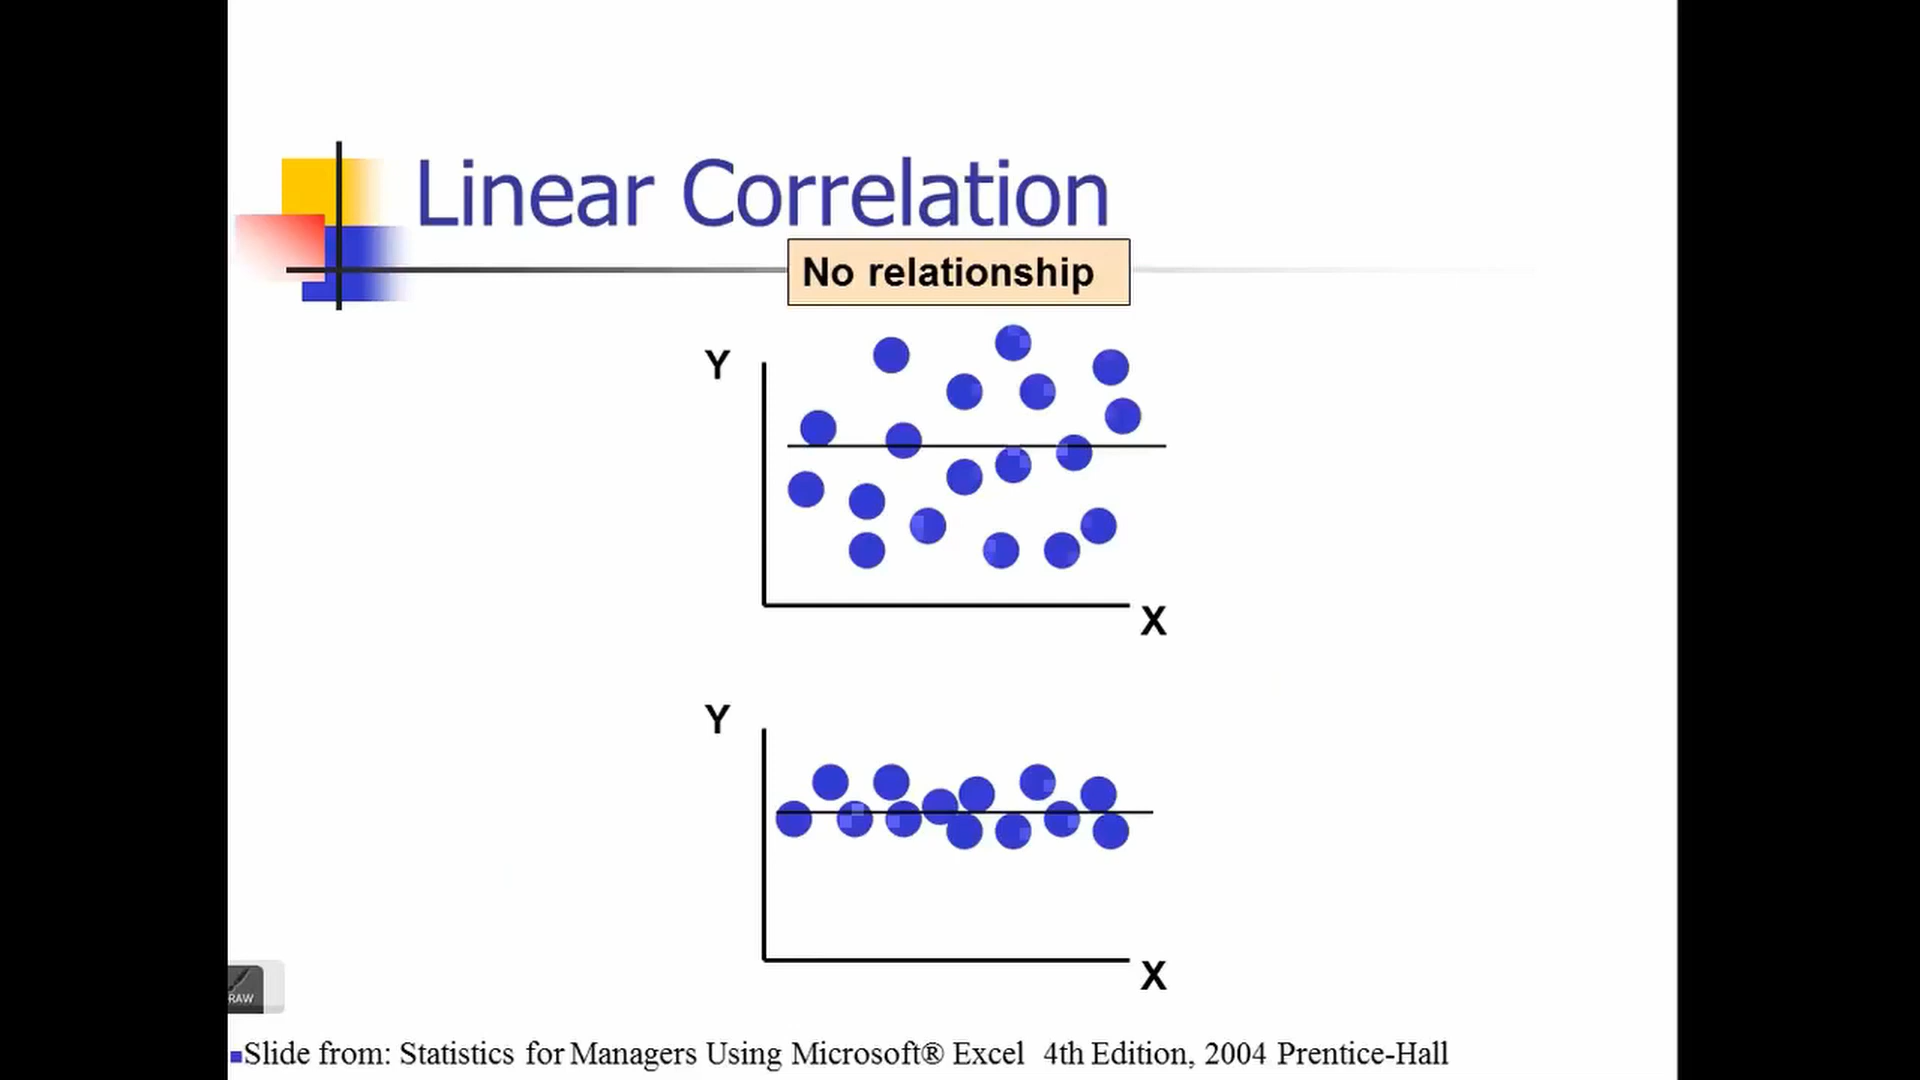 Linear Correlation
No relationship
Y
X
Y
X
RAW
Slide from: Statistics for Managers Using Microsoft® Excel 4th Edition, 2004 Prentice-Hall